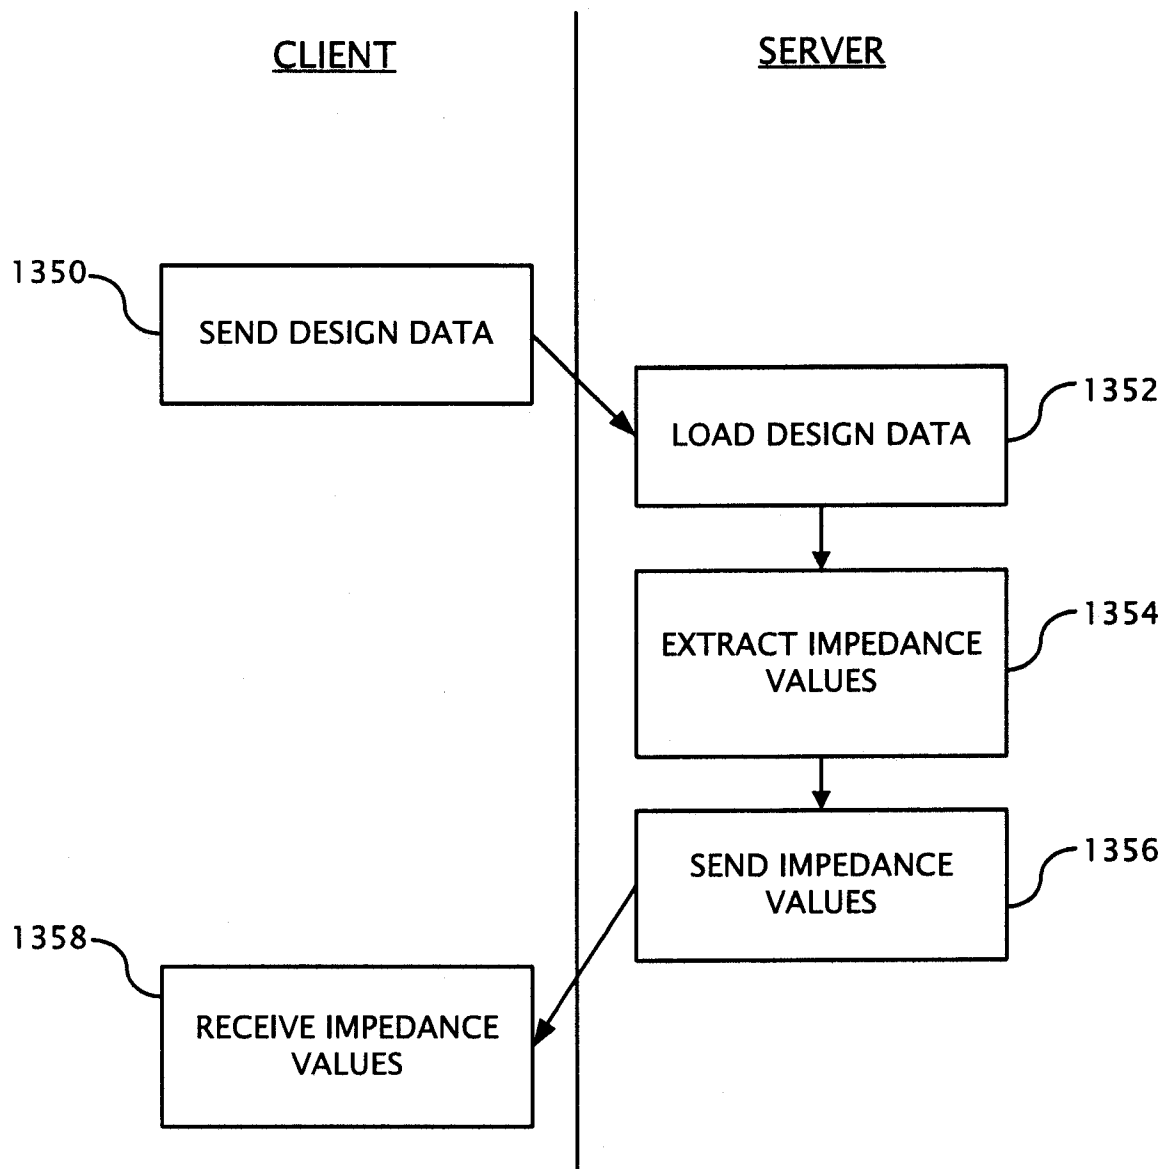 CLIENT
SERVER
1350
SEND DESIGN DATA
1352
LOAD DESIGN DATA
1354
EXTRACT IMPEDANCE
VALUES
1356
SEND IMPEDANCE
VALUES
1358
RECEIVE IMPEDANCE
VALUES